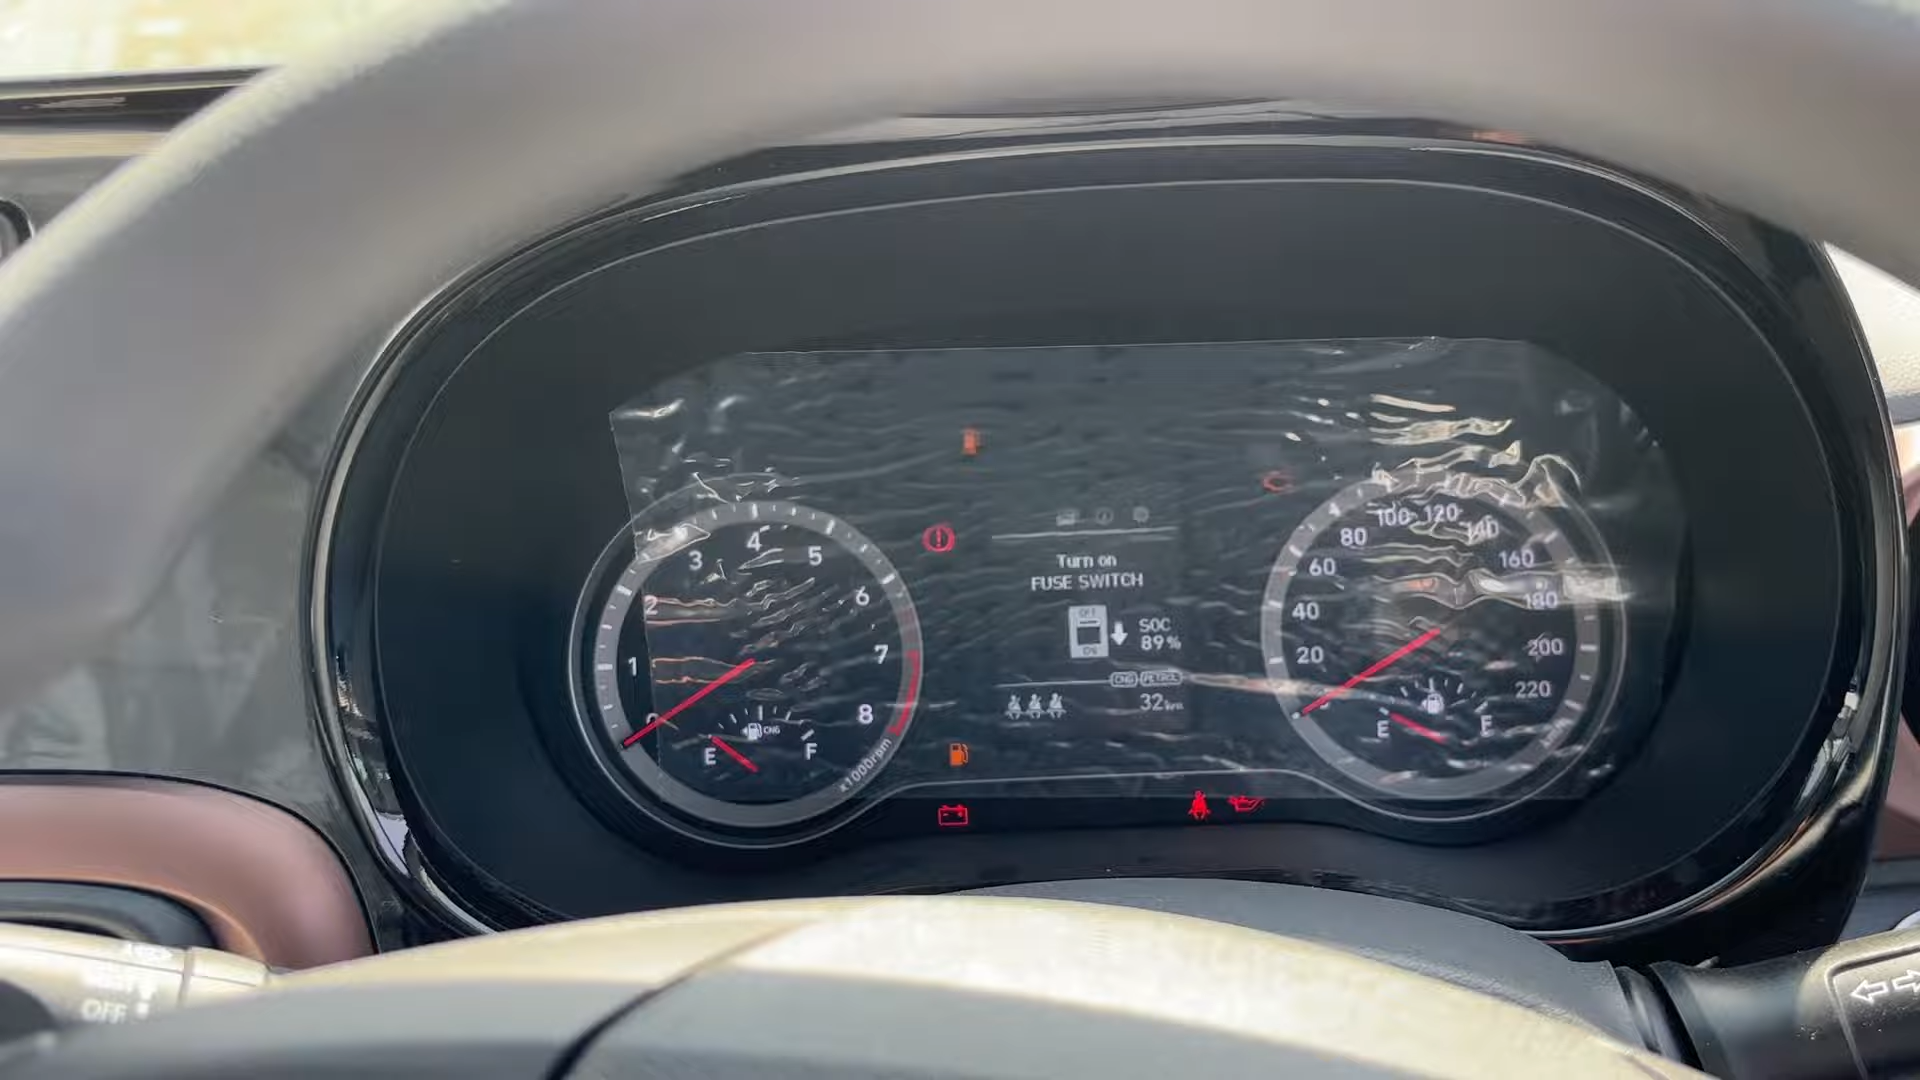 1
2
3
4
5
6
7
8
x1000rpm
E
F
CNG
Turn on
FUSE SWITCH
OFF
ON
SOC
89%
CNG PETROL
32km
20
40
60
80
100
120
140
160
180
200
220
E
F
OFF